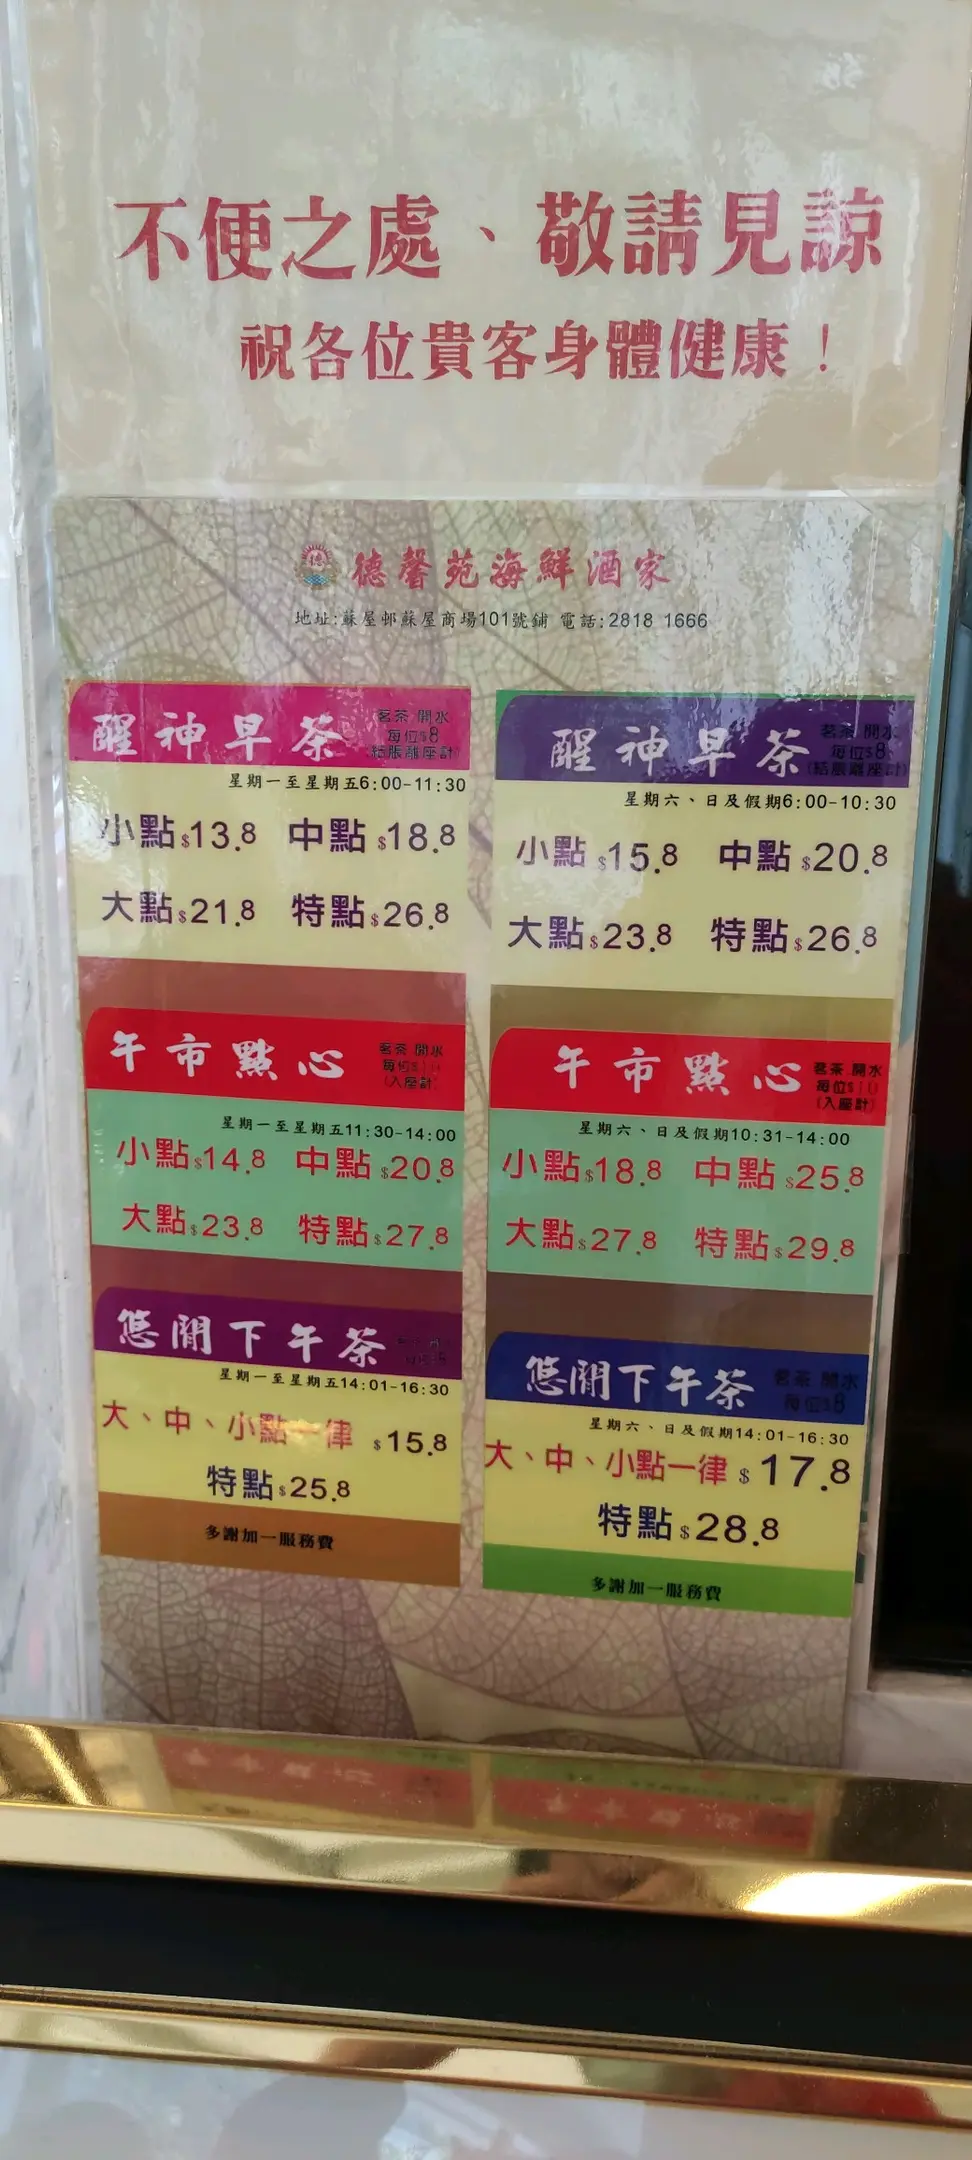 不便之處、敬請見諒
祝各位貴客身體健康！
德馨苑海鮮酒家
地址:蘇屋邨蘇屋商場101號鋪 電話:2818 1666
醒神早茶
茗茶 開水
每位$8
(結賬離座計)
星期一至星期五6:00-11:30
小點$13.8 中點$18.8
大點$21.8 特點$26.8
醒神早茶
茗茶 開水
每位$8
(結賬離座計)
星期六、日及假期6:00-10:30
小點$15.8 中點$20.8
大點$23.8 特點$26.8
午市點心
茗茶 開水
每位$10
(入座計)
星期一至星期五11:30-14:00
小點$14.8 中點$20.8
大點$23.8 特點$27.8
午市點心
茗茶 開水
每位$10
(入座計)
星期六、日及假期10:31-14:00
小點$18.8 中點$25.8
大點$27.8 特點$29.8
悠閒下午茶
星期一至星期五14:01-16:30
大、中、小點一律 $15.8
特點$25.8
多謝加一服務費
悠閒下午茶
茗茶 開水
每位$8
星期六、日及假期14:01-16:30
大、中、小點一律$17.8
特點$28.8
多謝加一服務費